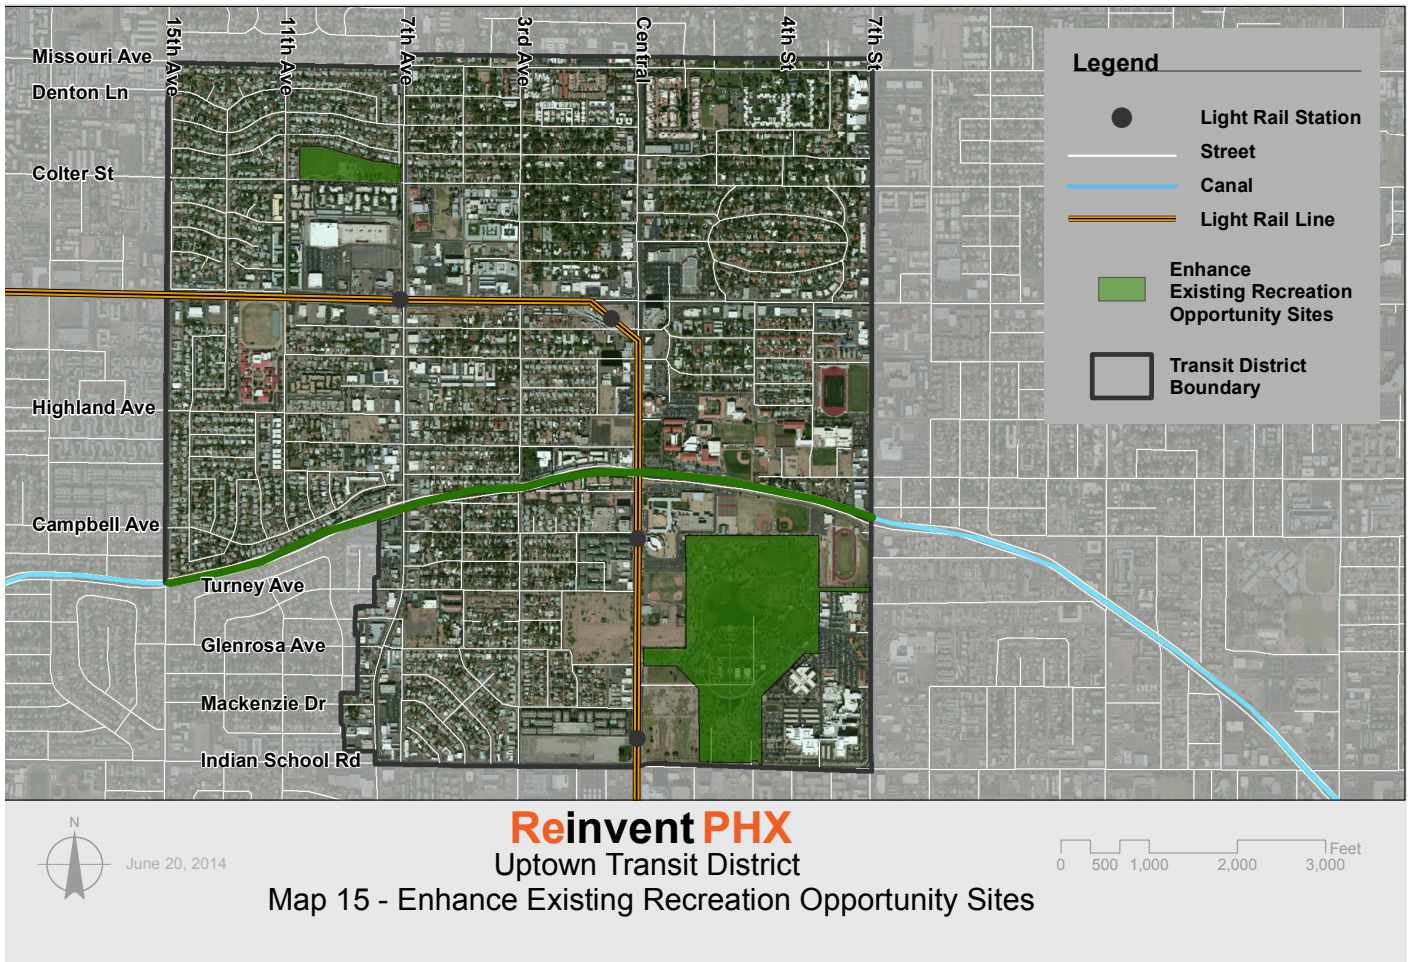 15th Ave
11th Ave
7th Ave
3rd Ave
Central
4th St
7th St
Missouri Ave
Denton Ln
Colter St
Highland Ave
Campbell Ave
Turney Ave
Glenrosa Ave
Mackenzie Dr
Indian School Rd
Legend
Light Rail Station
Street
Canal
Light Rail Line
Enhance
Existing Recreation
Opportunity Sites
Transit District
Boundary
N
June 20, 2014
Reinvent PHX
Uptown Transit District
Map 15 - Enhance Existing Recreation Opportunity Sites
Feet
0 500 1,000 2,000 3,000